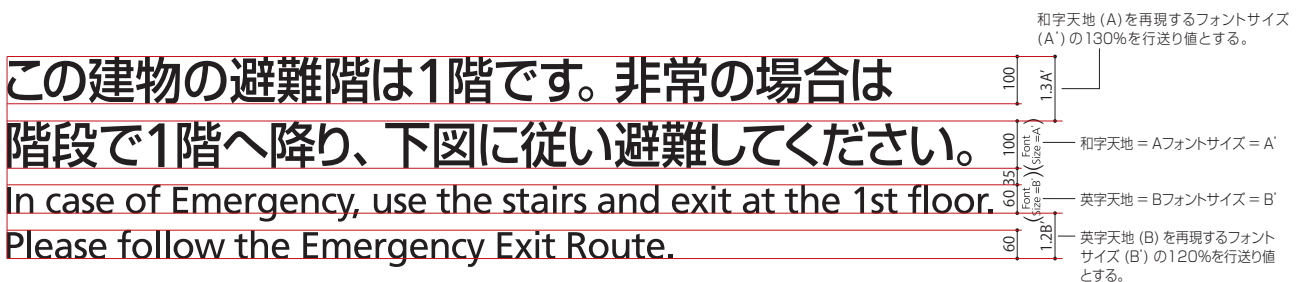 和字天地 (A) を再現するフォントサイズ
(A') の130%を行送り値とする。
この建物の避難階は1階です。非常の場合は
100
1.3A'
階段で1階へ降り、下図に従い避難してください。
100
(Font Size =A')
和字天地 = Aフォントサイズ = A'
35
In case of Emergency, use the stairs and exit at the 1st floor.
60
(Font Size =B')
英字天地 = Bフォントサイズ = B'
Please follow the Emergency Exit Route.
60
1.2B'
英字天地 (B) を再現するフォント
サイズ (B') の120%を行送り値
とする。